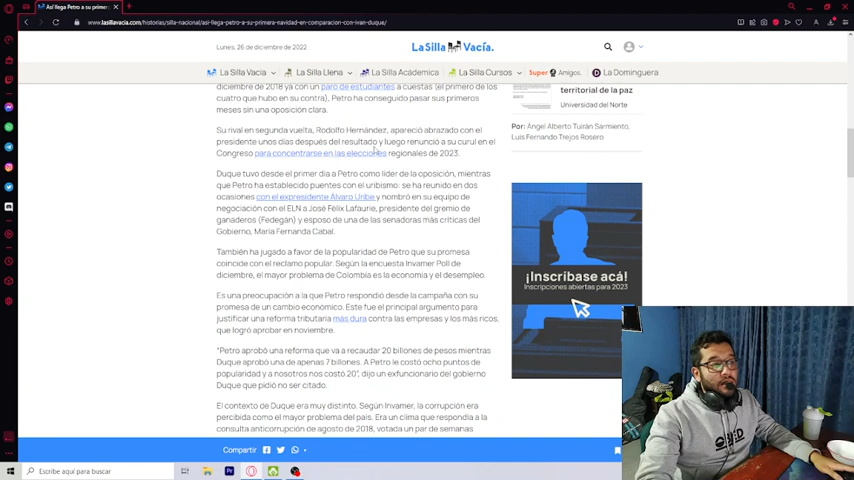 Así llega Petro a su primera
www.lasillavacia.com/historias/silla-nacional/asi-llega-petro-a-su-primera-navidad-en-comparacion-con-ivan-duque/
Lunes, 26 de diciembre de 2022
La Silla Vacía.
La Silla Vacía
La Silla Llena
La Silla Académica
La Silla Cursos
Super Amigos.
La Dominguera
diciembre de 2018 ya con un paro de estudiantes a cuestas (el primero de los
cuatro que hubo en su contra), Petro ha conseguido pasar sus primeros
meses sin una oposición clara.
Su rival en segunda vuelta, Rodolfo Hernández, apareció abrazado con el
presidente unos días después del resultado y luego renunció a su curul en el
Congreso para concentrarse en las elecciones regionales de 2023.
Duque tuvo desde el primer día a Petro como líder de la oposición, mientras
que Petro ha establecido puentes con el uribismo: se ha reunido en dos
ocasiones con el expresidente Álvaro Uribe y nombró en su equipo de
negociación con el ELN a José Félix Lafaurie, presidente del gremio de
ganaderos (Fedegán) y esposo de una de las senadoras más críticas del
Gobierno, María Fernanda Cabal.
También ha jugado a favor de la popularidad de Petro que su promesa
coincide con el reclamo popular. Según la encuesta Invamer Poll de
diciembre, el mayor problema de Colombia es la economía y el desempleo.
Es una preocupación a la que Petro respondió desde la campaña con su
promesa de un cambio económico. Este fue el principal argumento para
justificar una reforma tributaria más dura contra las empresas y los más ricos,
que logró aprobar en noviembre.
"Petro aprobó una reforma que va a recaudar 20 billones de pesos mientras
Duque aprobó una de apenas 7 billones. A Petro le costó ocho puntos de
popularidad y a nosotros nos costó 20", dijo un exfuncionario del gobierno
Duque que pidió no ser citado.
El contexto de Duque era muy distinto. Según Invamer, la corrupción era
percibida como el mayor problema del país. Era un clima que respondía a la
consulta anticorrupción de agosto de 2018, votada un par de semanas
territorial de la paz
Universidad del Norte
Por: Ángel Alberto Tuirán Sarmiento,
Luis Fernando Trejos Rosero
¡Inscríbase acá!
Inscripciones abiertas para 2023
Compartir
Escribe aquí para buscar
Pr